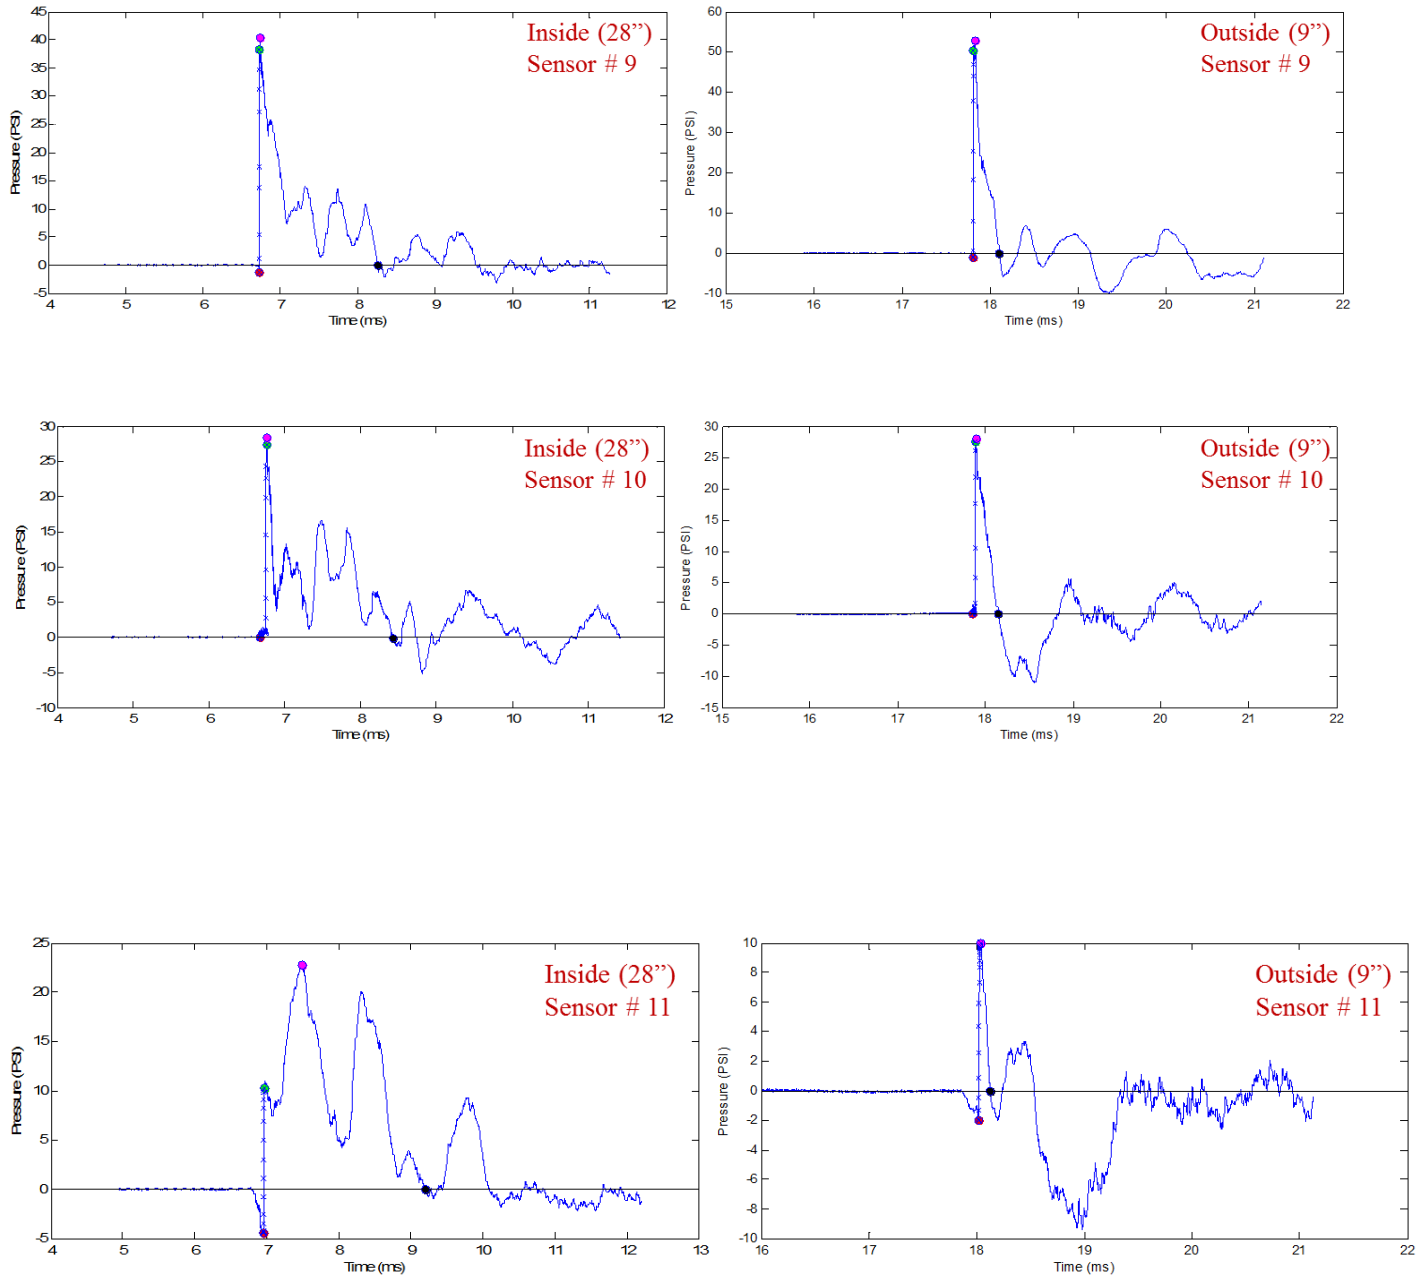 45
40
35
30
25
20
15
10
5
0
-5
Pressure (PSI)
Inside (28”)
Sensor # 9
4 5 6 7 8 9 10 11 12
Time (ms)
60
50
40
30
20
10
0
-10
Pressure (PSI)
Outside (9”)
Sensor # 9
15 16 17 18 19 20 21 22
Time (ms)
30
25
20
15
10
5
0
-5
-10
Pressure (PSI)
Inside (28”)
Sensor # 10
4 5 6 7 8 9 10 11 12
Time (ms)
30
25
20
15
10
5
0
-5
-10
-15
Pressure (PSI)
Outside (9”)
Sensor # 10
15 16 17 18 19 20 21 22
Time (ms)
25
20
15
10
5
0
-5
Pressure (PSI)
Inside (28”)
Sensor # 11
4 5 6 7 8 9 10 11 12 13
Time (ms)
10
8
6
4
2
0
-2
-4
-6
-8
-10
Pressure (PSI)
Outside (9”)
Sensor # 11
16 17 18 19 20 21 22
Time (ms)